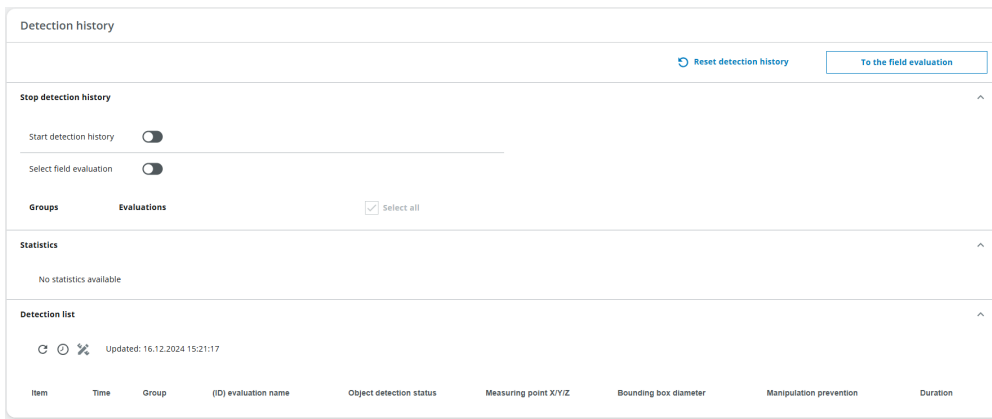 Detection history
Reset detection history To the field evaluation
Stop detection history
Start detection history
Select field evaluation
Groups Evaluations Select all
Statistics
No statistics available
Detection list
Updated: 16.12.2024 15:21:17
Item Time Group (ID) evaluation name Object detection status Measuring point X/Y/Z Bounding box diameter Manipulation prevention Duration